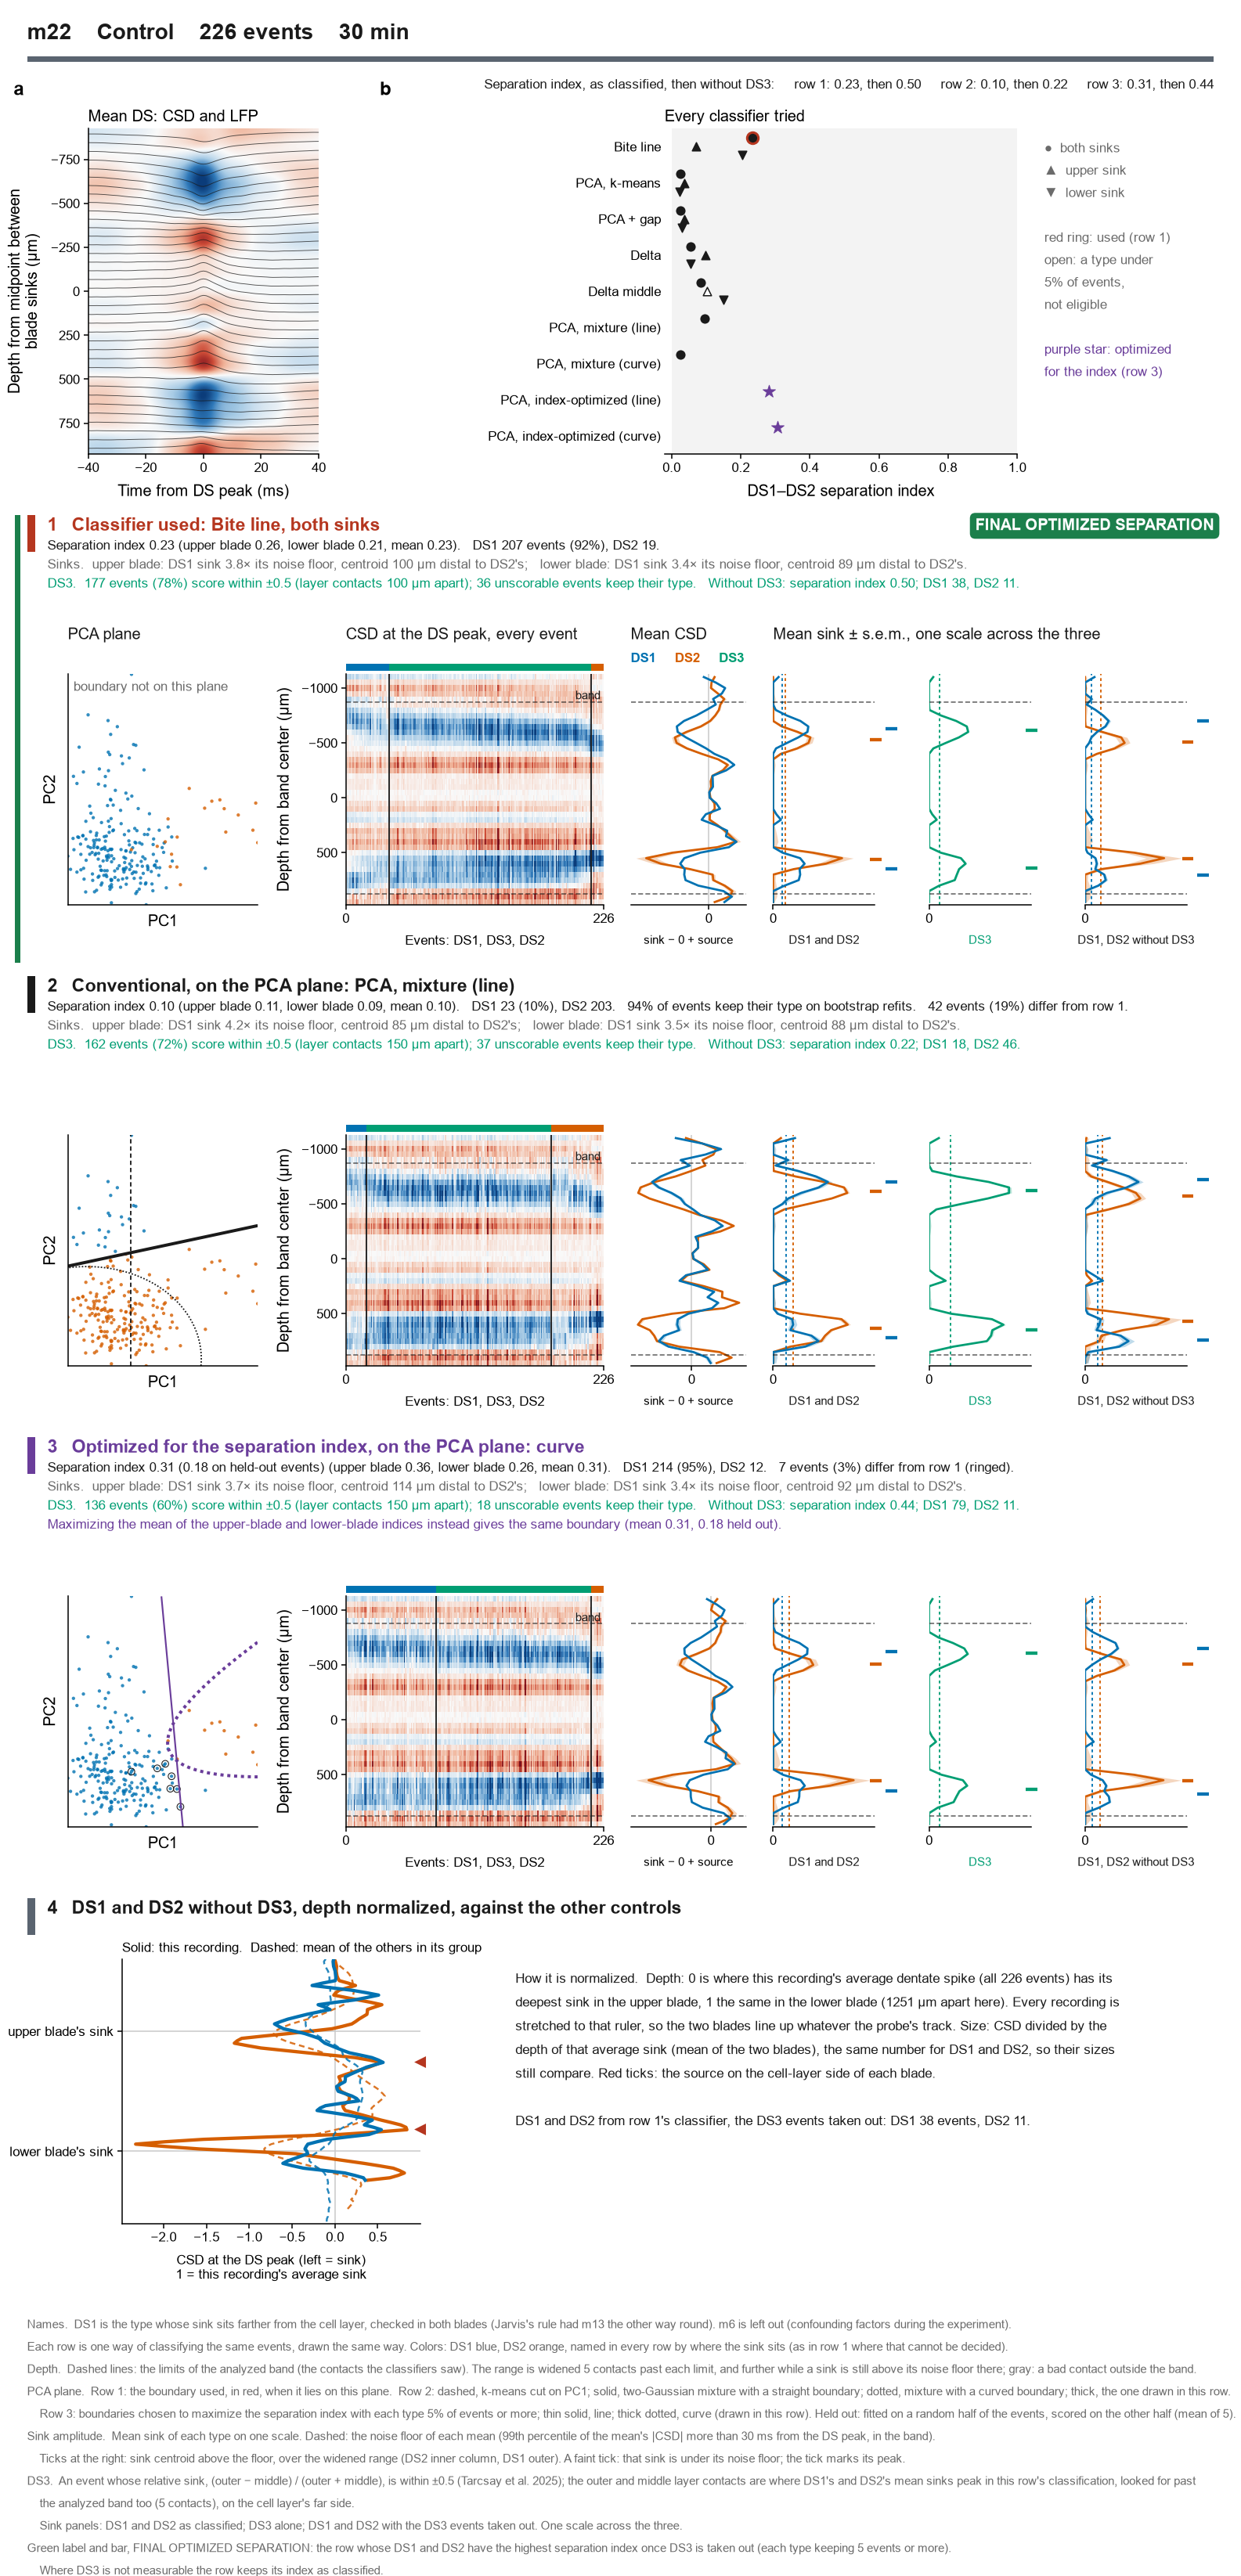 m22 Control 226 events 30 min
a
b
Separation index, as classified, then without DS3: row 1: 0.23, then 0.50 row 2: 0.10, then 0.22 row 3: 0.31, then 0.44
Mean DS: CSD and LFP
Every classifier tried
−750
−500
−250
0
250
500
750
Depth from midpoint between
blade sinks (µm)
−40
−20
0
20
40
Time from DS peak (ms)
Bite line
PCA, k-means
PCA + gap
Delta
Delta middle
PCA, mixture (line)
PCA, mixture (curve)
PCA, index-optimized (line)
PCA, index-optimized (curve)
0.0
0.2
0.4
0.6
0.8
1.0
DS1–DS2 separation index
both sinks
upper sink
lower sink
red ring: used (row 1)
open: a type under
5% of events,
not eligible
purple star: optimized
for the index (row 3)
1 Classifier used: Bite line, both sinks
FINAL OPTIMIZED SEPARATION
Separation index 0.23 (upper blade 0.26, lower blade 0.21, mean 0.23). DS1 207 events (92%), DS2 19.
Sinks. upper blade: DS1 sink 3.8× its noise floor, centroid 100 µm distal to DS2's; lower blade: DS1 sink 3.4× its noise floor, centroid 89 µm distal to DS2's.
DS3. 177 events (78%) score within ±0.5 (layer contacts 100 µm apart); 36 unscorable events keep their type. Without DS3: separation index 0.50; DS1 38, DS2 11.
PCA plane
CSD at the DS peak, every event
Mean CSD
Mean sink ± s.e.m., one scale across the three
DS1 DS2 DS3
boundary not on this plane
band
PC2
PC1
Depth from band center (µm)
−1000
−500
0
500
0
226
Events: DS1, DS3, DS2
0
sink − 0 + source
0
DS1 and DS2
0
DS3
0
DS1, DS2 without DS3
2 Conventional, on the PCA plane: PCA, mixture (line)
Separation index 0.10 (upper blade 0.11, lower blade 0.09, mean 0.10). DS1 23 (10%), DS2 203. 94% of events keep their type on bootstrap refits. 42 events (19%) differ from row 1.
Sinks. upper blade: DS1 sink 4.2× its noise floor, centroid 85 µm distal to DS2's; lower blade: DS1 sink 3.5× its noise floor, centroid 88 µm distal to DS2's.
DS3. 162 events (72%) score within ±0.5 (layer contacts 150 µm apart); 37 unscorable events keep their type. Without DS3: separation index 0.22; DS1 18, DS2 46.
band
PC2
PC1
Depth from band center (µm)
−1000
−500
0
500
0
226
Events: DS1, DS3, DS2
0
sink − 0 + source
0
DS1 and DS2
0
DS3
0
DS1, DS2 without DS3
3 Optimized for the separation index, on the PCA plane: curve
Separation index 0.31 (0.18 on held-out events) (upper blade 0.36, lower blade 0.26, mean 0.31). DS1 214 (95%), DS2 12. 7 events (3%) differ from row 1 (ringed).
Sinks. upper blade: DS1 sink 3.7× its noise floor, centroid 114 µm distal to DS2's; lower blade: DS1 sink 3.4× its noise floor, centroid 92 µm distal to DS2's.
DS3. 136 events (60%) score within ±0.5 (layer contacts 150 µm apart); 18 unscorable events keep their type. Without DS3: separation index 0.44; DS1 79, DS2 11.
Maximizing the mean of the upper-blade and lower-blade indices instead gives the same boundary (mean 0.31, 0.18 held out).
band
PC2
PC1
Depth from band center (µm)
−1000
−500
0
500
0
226
Events: DS1, DS3, DS2
0
sink − 0 + source
0
DS1 and DS2
0
DS3
0
DS1, DS2 without DS3
4 DS1 and DS2 without DS3, depth normalized, against the other controls
Solid: this recording. Dashed: mean of the others in its group
upper blade's sink
lower blade's sink
−2.0
−1.5
−1.0
−0.5
0.0
0.5
CSD at the DS peak (left = sink)
1 = this recording's average sink
How it is normalized. Depth: 0 is where this recording's average dentate spike (all 226 events) has its
deepest sink in the upper blade, 1 the same in the lower blade (1251 µm apart here). Every recording is
stretched to that ruler, so the two blades line up whatever the probe's track. Size: CSD divided by the
depth of that average sink (mean of the two blades), the same number for DS1 and DS2, so their sizes
still compare. Red ticks: the source on the cell-layer side of each blade.
DS1 and DS2 from row 1's classifier, the DS3 events taken out: DS1 38 events, DS2 11.
Names. DS1 is the type whose sink sits farther from the cell layer, checked in both blades (Jarvis's rule had m13 the other way round). m6 is left out (confounding factors during the experiment).
Each row is one way of classifying the same events, drawn the same way. Colors: DS1 blue, DS2 orange, named in every row by where the sink sits (as in row 1 where that cannot be decided).
Depth. Dashed lines: the limits of the analyzed band (the contacts the classifiers saw). The range is widened 5 contacts past each limit, and further while a sink is still above its noise floor there; gray: a bad contact outside the band.
PCA plane. Row 1: the boundary used, in red, when it lies on this plane. Row 2: dashed, k-means cut on PC1; solid, two-Gaussian mixture with a straight boundary; dotted, mixture with a curved boundary; thick, the one drawn in this row.
Row 3: boundaries chosen to maximize the separation index with each type 5% of events or more; thin solid, line; thick dotted, curve (drawn in this row). Held out: fitted on a random half of the events, scored on the other half (mean of 5).
Sink amplitude. Mean sink of each type on one scale. Dashed: the noise floor of each mean (99th percentile of the mean's |CSD| more than 30 ms from the DS peak, in the band).
Ticks at the right: sink centroid above the floor, over the widened range (DS2 inner column, DS1 outer). A faint tick: that sink is under its noise floor; the tick marks its peak.
DS3. An event whose relative sink, (outer − middle) / (outer + middle), is within ±0.5 (Tarcsay et al. 2025); the outer and middle layer contacts are where DS1's and DS2's mean sinks peak in this row's classification, looked for past
the analyzed band too (5 contacts), on the cell layer's far side.
Sink panels: DS1 and DS2 as classified; DS3 alone; DS1 and DS2 with the DS3 events taken out. One scale across the three.
Green label and bar, FINAL OPTIMIZED SEPARATION: the row whose DS1 and DS2 have the highest separation index once DS3 is taken out (each type keeping 5 events or more).
Where DS3 is not measurable the row keeps its index as classified.